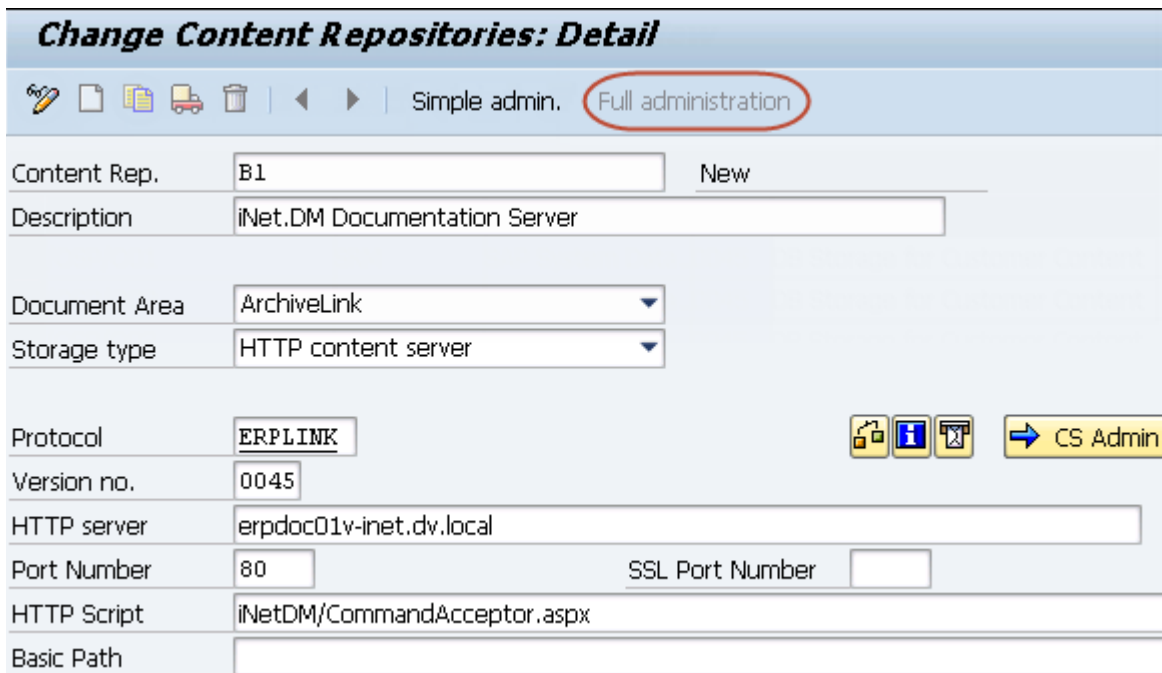 Change Content Repositories: Detail
Simple admin. Full administration
Content Rep. B1 New
Description iNet.DM Documentation Server
Document Area ArchiveLink
Storage type HTTP content server
Protocol ERPLINK CS Admin
Version no. 0045
HTTP server erpdoc01v-inet.dv.local
Port Number 80 SSL Port Number
HTTP Script iNetDM/CommandAcceptor.aspx
Basic Path